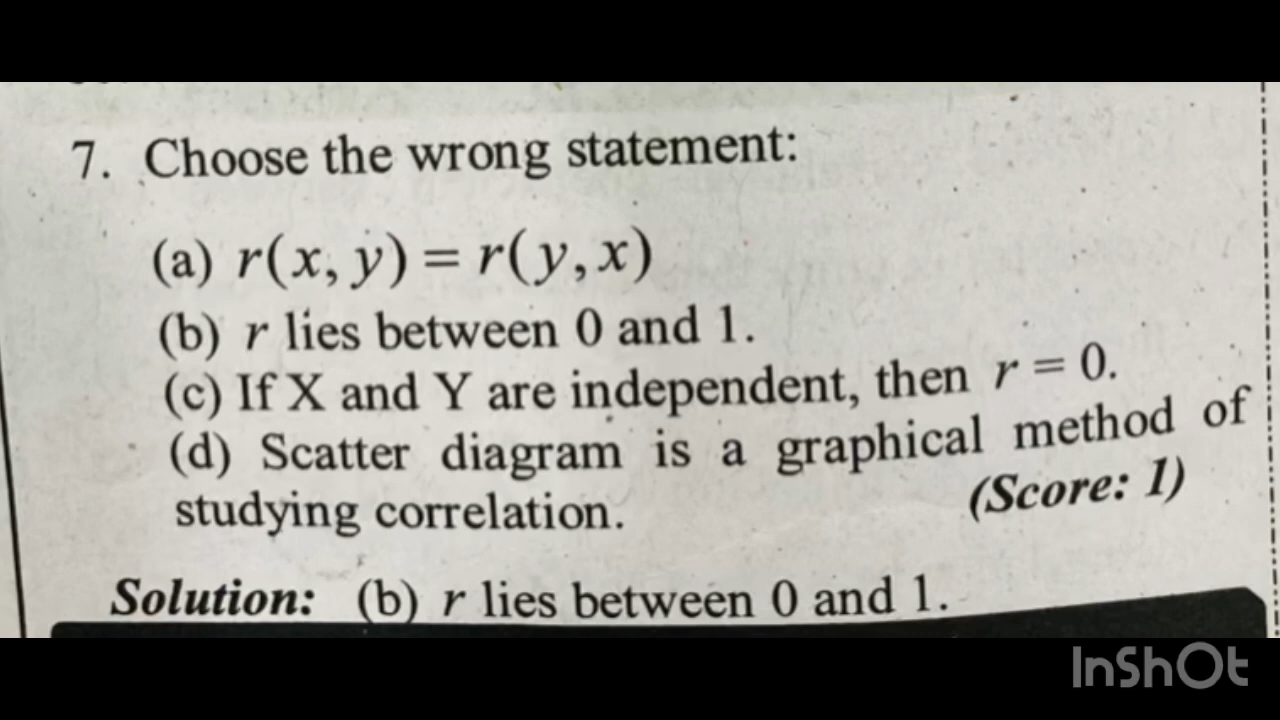 7. Choose the wrong statement:
(a) r(x, y) = r(y, x)
(b) r lies between 0 and 1.
(c) If X and Y are independent, then r = 0.
(d) Scatter diagram is a graphical method of
studying correlation.
(Score: 1)
Solution: (b) r lies between 0 and 1.
InShOt